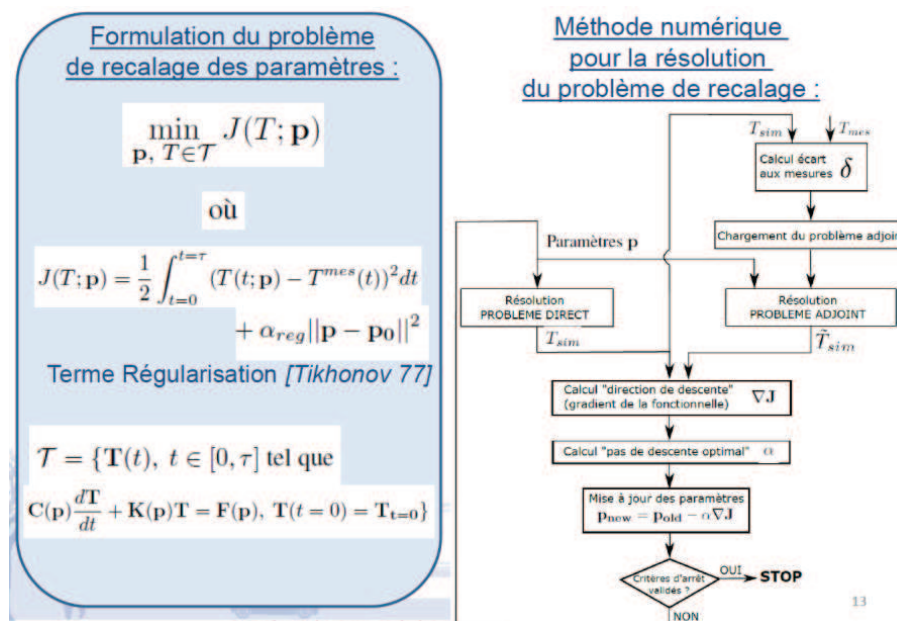 Formulation du problème
de recalage des paramètres :
min J(T; p)
p, T∈𝒯
où
J(T; p) = 1/2 ∫_{t=0}^{t=τ} (T(t; p) − T^{mes}(t))² dt
+ α_{reg}||p − p₀||²
Terme Régularisation [Tikhonov 77]
𝒯 = {T(t), t ∈ [0, τ] tel que
C(p) dT/dt + K(p)T = F(p), T(t = 0) = T_{t=0}}
Méthode numérique
pour la résolution
du problème de recalage :
T_{sim} T_{mes}
Calcul écart
aux mesures δ
Chargement du problème adjoin
Paramètres p
Résolution
PROBLEME DIRECT
Résolution
PROBLEME ADJOINT
T_{sim}
T̃_{sim}
Calcul "direction de descente"
(gradient de la fonctionnelle) ∇J
Calcul "pas de descente optimal" α
Mise à jour des paramètres
p_{new} = p_{old} − α∇J
Critères d'arrêt
validés ?
OUI
STOP
NON
13